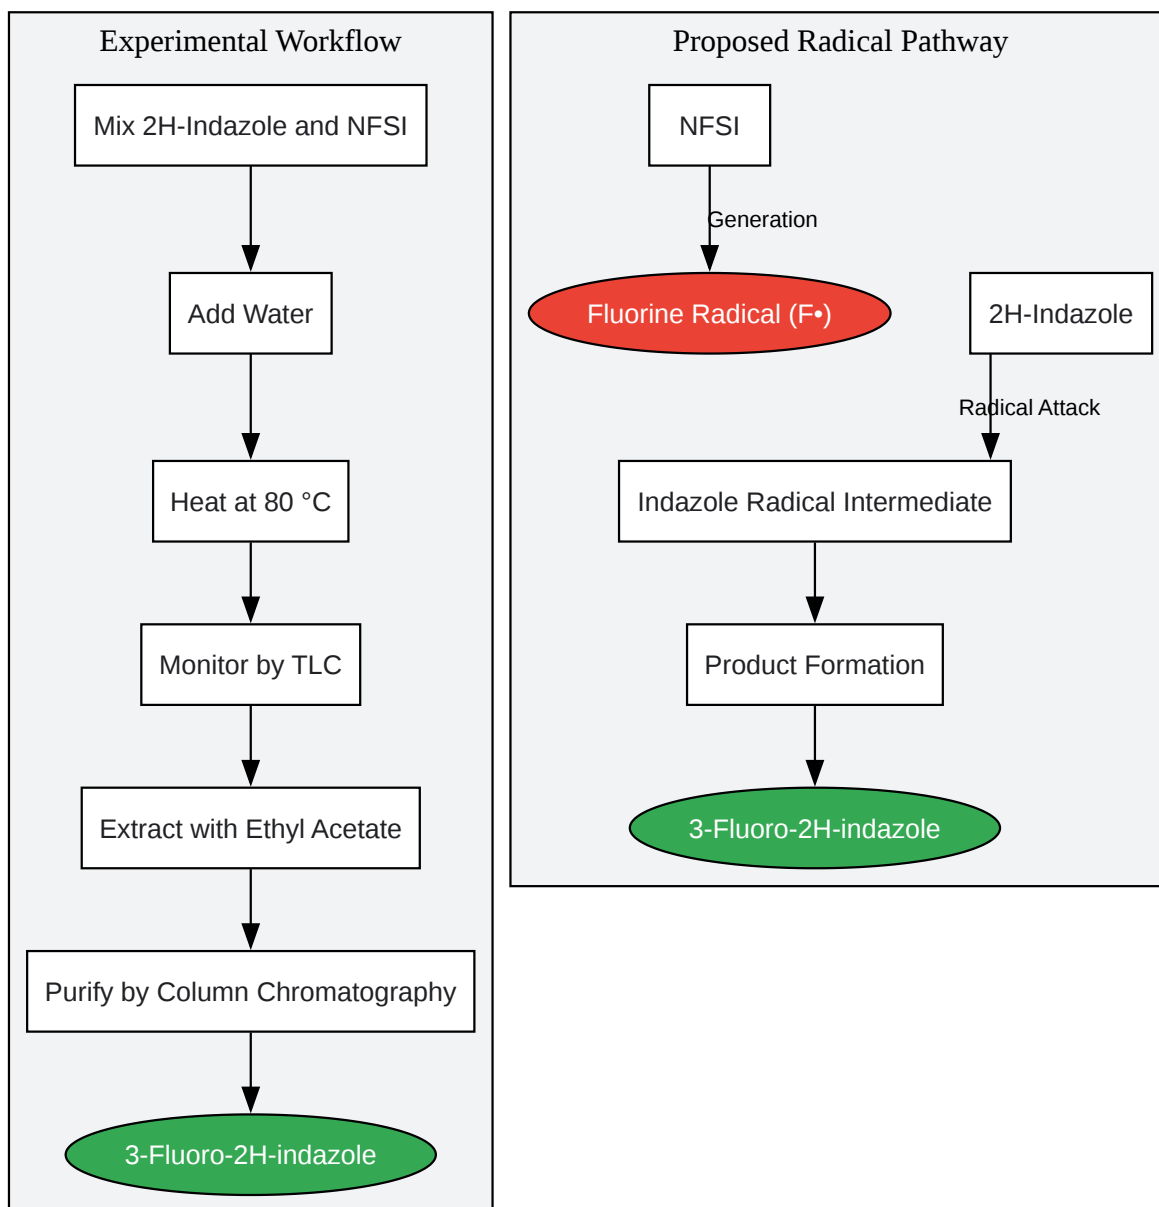 Experimental Workflow
Mix 2H-Indazole and NFSI
Add Water
Heat at 80 °C
Monitor by TLC
Extract with Ethyl Acetate
Purify by Column Chromatography
3-Fluoro-2H-indazole
Proposed Radical Pathway
NFSI
Generation
Fluorine Radical (F•)
2H-Indazole
Radical Attack
Indazole Radical Intermediate
Product Formation
3-Fluoro-2H-indazole